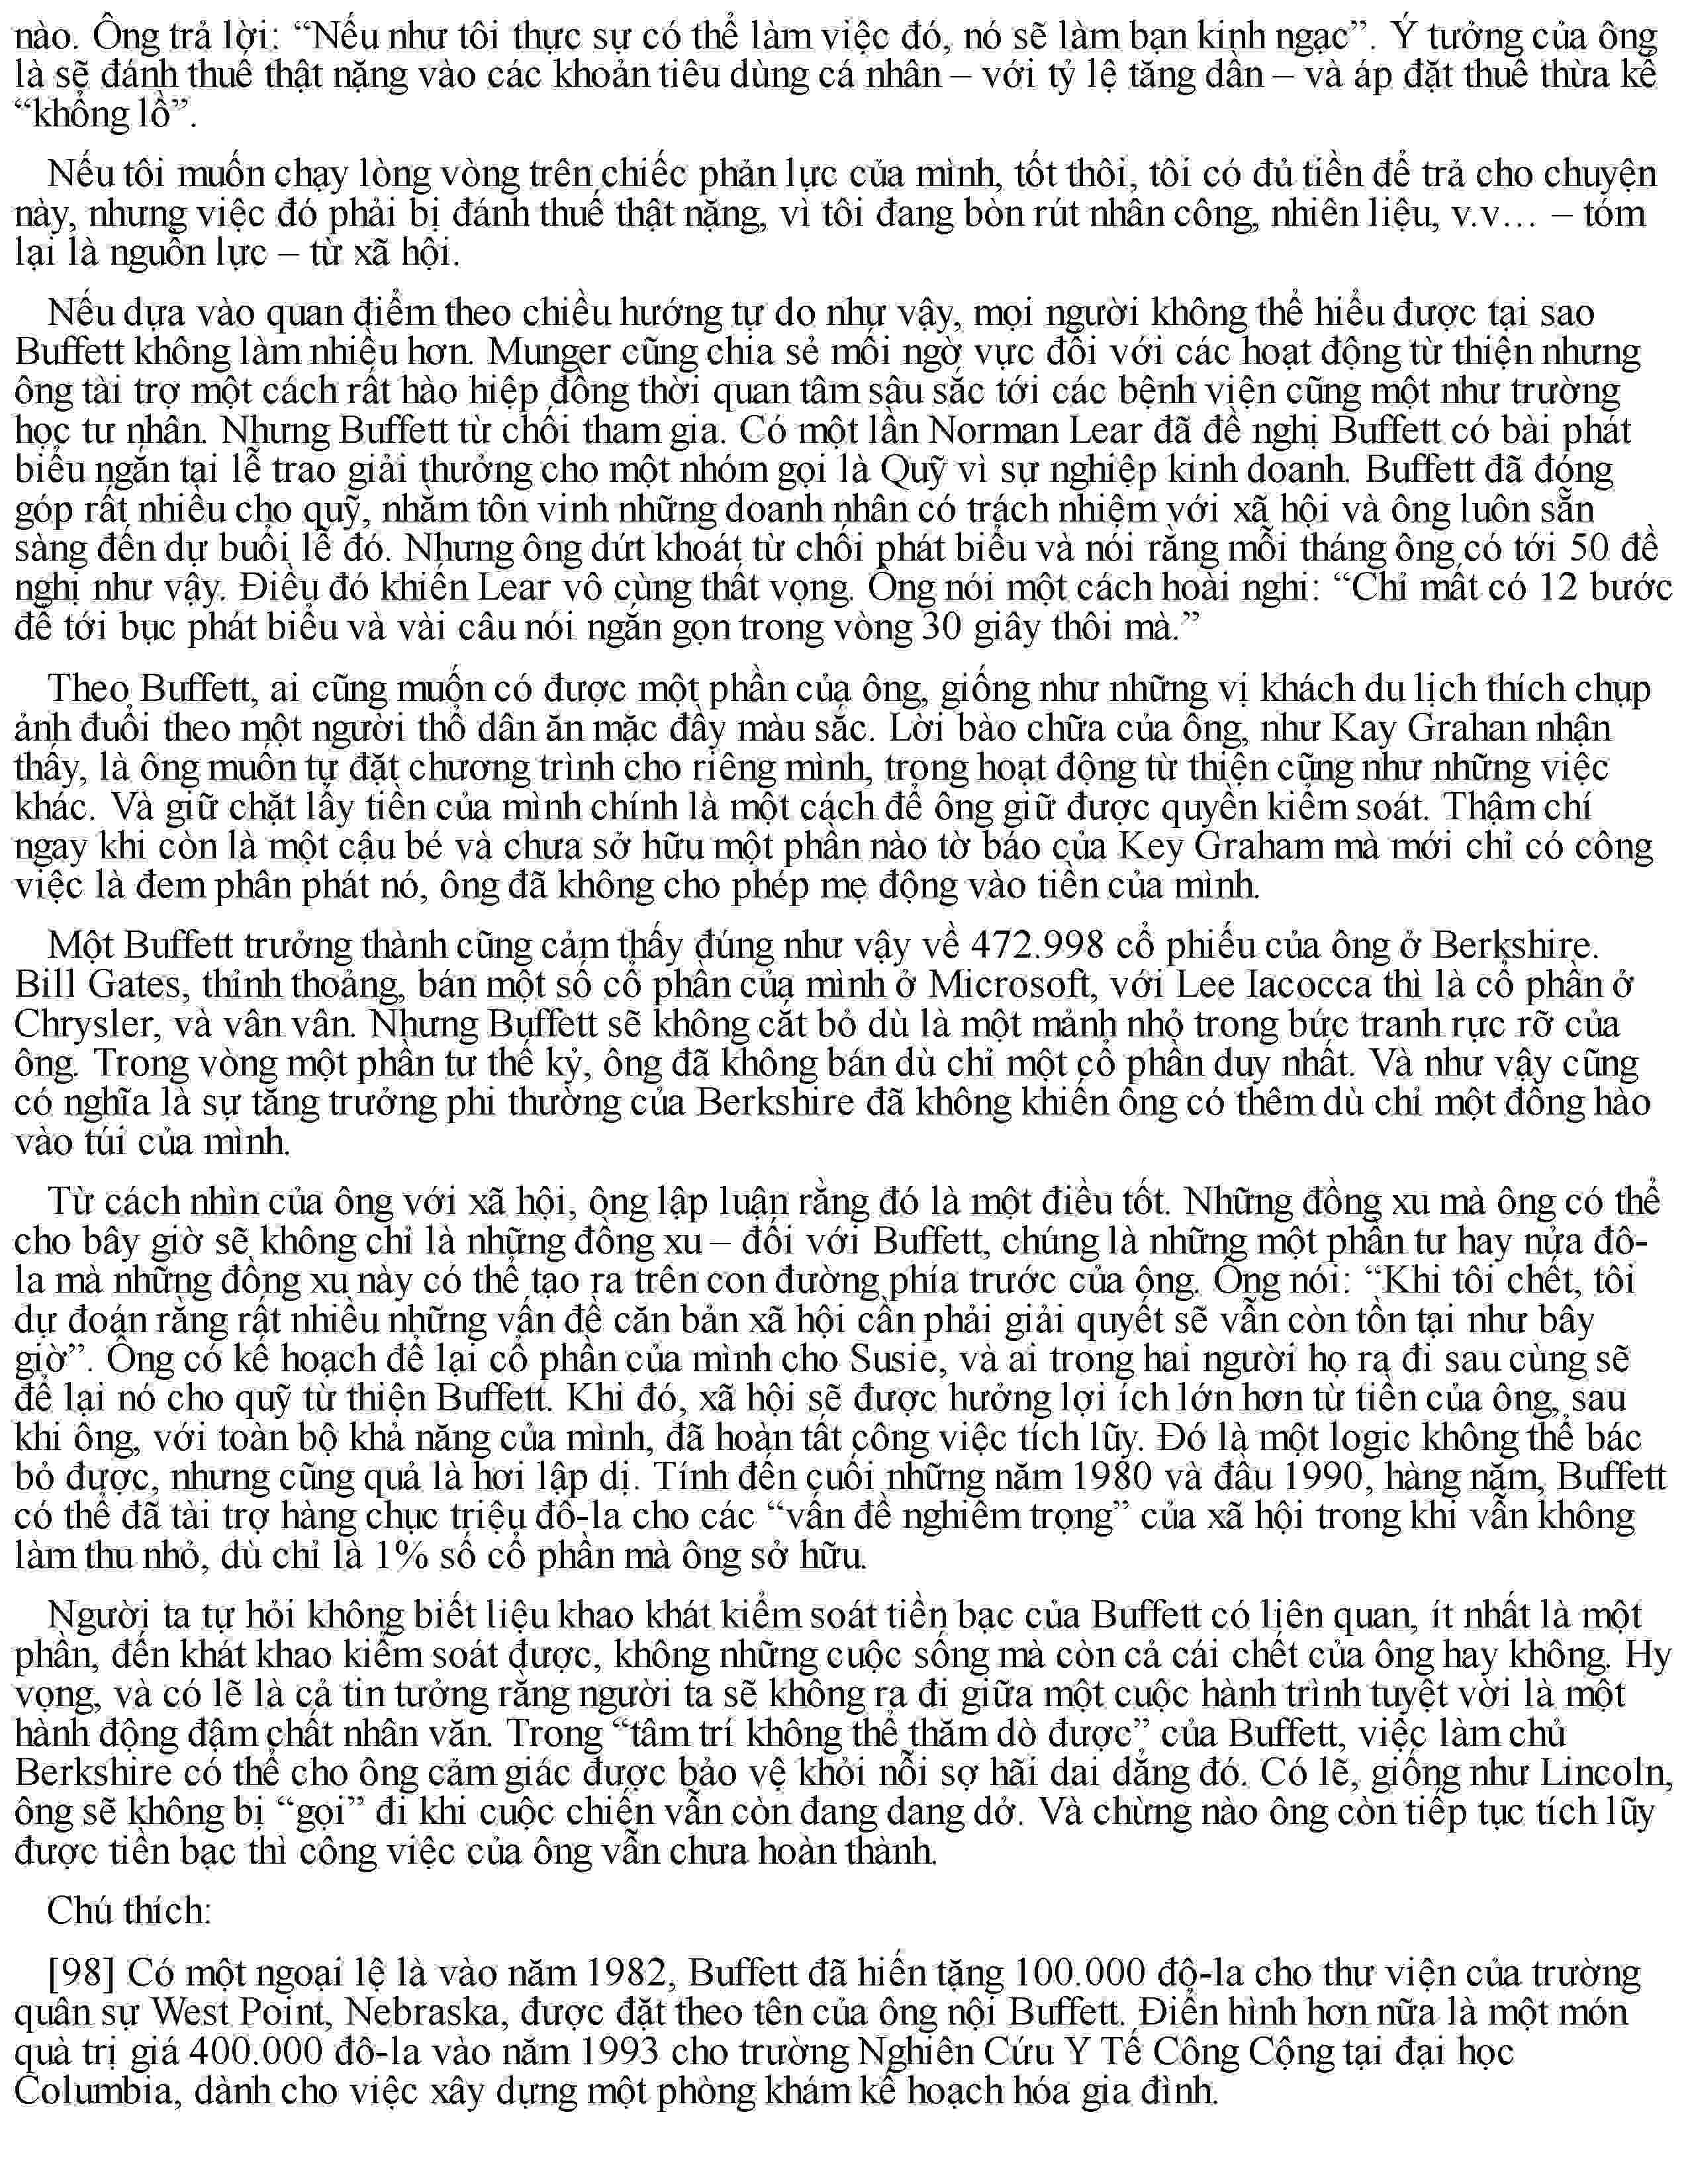 nào. Ông trả lời: “Nếu như tôi thực sự có thể làm việc đó, nó sẽ làm bạn kinh ngạc”. Ý tưởng của ông
là sẽ đánh thuế thật nặng vào các khoản tiêu dùng cá nhân – với tỷ lệ tăng dần – và áp đặt thuế thừa kế
“khổng lồ”.
Nếu tôi muốn chạy lòng vòng trên chiếc phản lực của mình, tốt thôi, tôi có đủ tiền để trả cho chuyện
này, nhưng việc đó phải bị đánh thuế thật nặng, vì tôi đang bòn rút nhân công, nhiên liệu, v.v… – tóm
lại là nguồn lực – từ xã hội.
Nếu dựa vào quan điểm theo chiều hướng tự do như vậy, mọi người không thể hiểu được tại sao
Buffett không làm nhiều hơn. Munger cũng chia sẻ mối ngờ vực đối với các hoạt động từ thiện nhưng
ông tài trợ một cách rất hào hiệp đồng thời quan tâm sâu sắc tới các bệnh viện cũng một như trường
học tư nhân. Nhưng Buffett từ chối tham gia. Có một lần Norman Lear đã đề nghị Buffett có bài phát
biểu ngắn tại lễ trao giải thưởng cho một nhóm gọi là Quỹ vì sự nghiệp kinh doanh. Buffett đã đóng
góp rất nhiều cho quỹ, nhằm tôn vinh những doanh nhân có trách nhiệm với xã hội và ông luôn sẵn
sàng đến dự buổi lễ đó. Nhưng ông dứt khoát từ chối phát biểu và nói rằng mỗi tháng ông có tới 50 đề
nghị như vậy. Điều đó khiến Lear vô cùng thất vọng. Ông nói một cách hoài nghi: “Chỉ mất có 12 bước
để tới bục phát biểu và vài câu nói ngắn gọn trong vòng 30 giây thôi mà.”
Theo Buffett, ai cũng muốn có được một phần của ông, giống như những vị khách du lịch thích chụp
ảnh đuổi theo một người thổ dân ăn mặc đầy màu sắc. Lời bào chữa của ông, như Kay Grahan nhận
thấy, là ông muốn tự đặt chương trình cho riêng mình, trong hoạt động từ thiện cũng như những việc
khác. Và giữ chặt lấy tiền của mình chính là một cách để ông giữ được quyền kiểm soát. Thậm chí
ngay khi còn là một cậu bé và chưa sở hữu một phần nào tờ báo của Key Graham mà mới chỉ có công
việc là đem phân phát nó, ông đã không cho phép mẹ động vào tiền của mình.
Một Buffett trưởng thành cũng cảm thấy đúng như vậy về 472.998 cổ phiếu của ông ở Berkshire.
Bill Gates, thỉnh thoảng, bán một số cổ phần của mình ở Microsoft, với Lee Iacocca thì là cổ phần ở
Chrysler, và vân vân. Nhưng Buffett sẽ không cắt bỏ dù là một mảnh nhỏ trong bức tranh rực rỡ của
ông. Trong vòng một phần tư thế kỷ, ông đã không bán dù chỉ một cổ phần duy nhất. Và như vậy cũng
có nghĩa là sự tăng trưởng phi thường của Berkshire đã không khiến ông có thêm dù chỉ một đồng hào
vào túi của mình.
Từ cách nhìn của ông với xã hội, ông lập luận rằng đó là một điều tốt. Những đồng xu mà ông có thể
cho bây giờ sẽ không chỉ là những đồng xu – đối với Buffett, chúng là những một phần tư hay nửa đô-
la mà những đồng xu này có thể tạo ra trên con đường phía trước của ông. Ông nói: “Khi tôi chết, tôi
dự đoán rằng rất nhiều những vấn đề căn bản xã hội cần phải giải quyết sẽ vẫn còn tồn tại như bây
giờ”. Ông có kế hoạch để lại cổ phần của mình cho Susie, và ai trong hai người họ ra đi sau cùng sẽ
để lại nó cho quỹ từ thiện Buffett. Khi đó, xã hội sẽ được hưởng lợi ích lớn hơn từ tiền của ông, sau
khi ông, với toàn bộ khả năng của mình, đã hoàn tất công việc tích lũy. Đó là một logic không thể bác
bỏ được, nhưng cũng quả là hơi lập dị. Tính đến cuối những năm 1980 và đầu 1990, hàng năm, Buffett
có thể đã tài trợ hàng chục triệu đô-la cho các “vấn đề nghiêm trọng” của xã hội trong khi vẫn không
làm thu nhỏ, dù chỉ là 1% số cổ phần mà ông sở hữu.
Người ta tự hỏi không biết liệu khao khát kiểm soát tiền bạc của Buffett có liên quan, ít nhất là một
phần, đến khát khao kiểm soát được, không những cuộc sống mà còn cả cái chết của ông hay không. Hy
vọng, và có lẽ là cả tin tưởng rằng người ta sẽ không ra đi giữa một cuộc hành trình tuyệt vời là một
hành động đậm chất nhân văn. Trong “tâm trí không thể thăm dò được” của Buffett, việc làm chủ
Berkshire có thể cho ông cảm giác được bảo vệ khỏi nỗi sợ hãi dai dẳng đó. Có lẽ, giống như Lincoln,
ông sẽ không bị “gọi” đi khi cuộc chiến vẫn còn đang dang dở. Và chừng nào ông còn tiếp tục tích lũy
được tiền bạc thì công việc của ông vẫn chưa hoàn thành.
Chú thích:
[98] Có một ngoại lệ là vào năm 1982, Buffett đã hiến tặng 100.000 độ-la cho thư viện của trường
quân sự West Point, Nebraska, được đặt theo tên của ông nội Buffett. Điển hình hơn nữa là một món
quà trị giá 400.000 đô-la vào năm 1993 cho trường Nghiên Cứu Y Tế Công Cộng tại đại học
Columbia, dành cho việc xây dựng một phòng khám kế hoạch hóa gia đình.